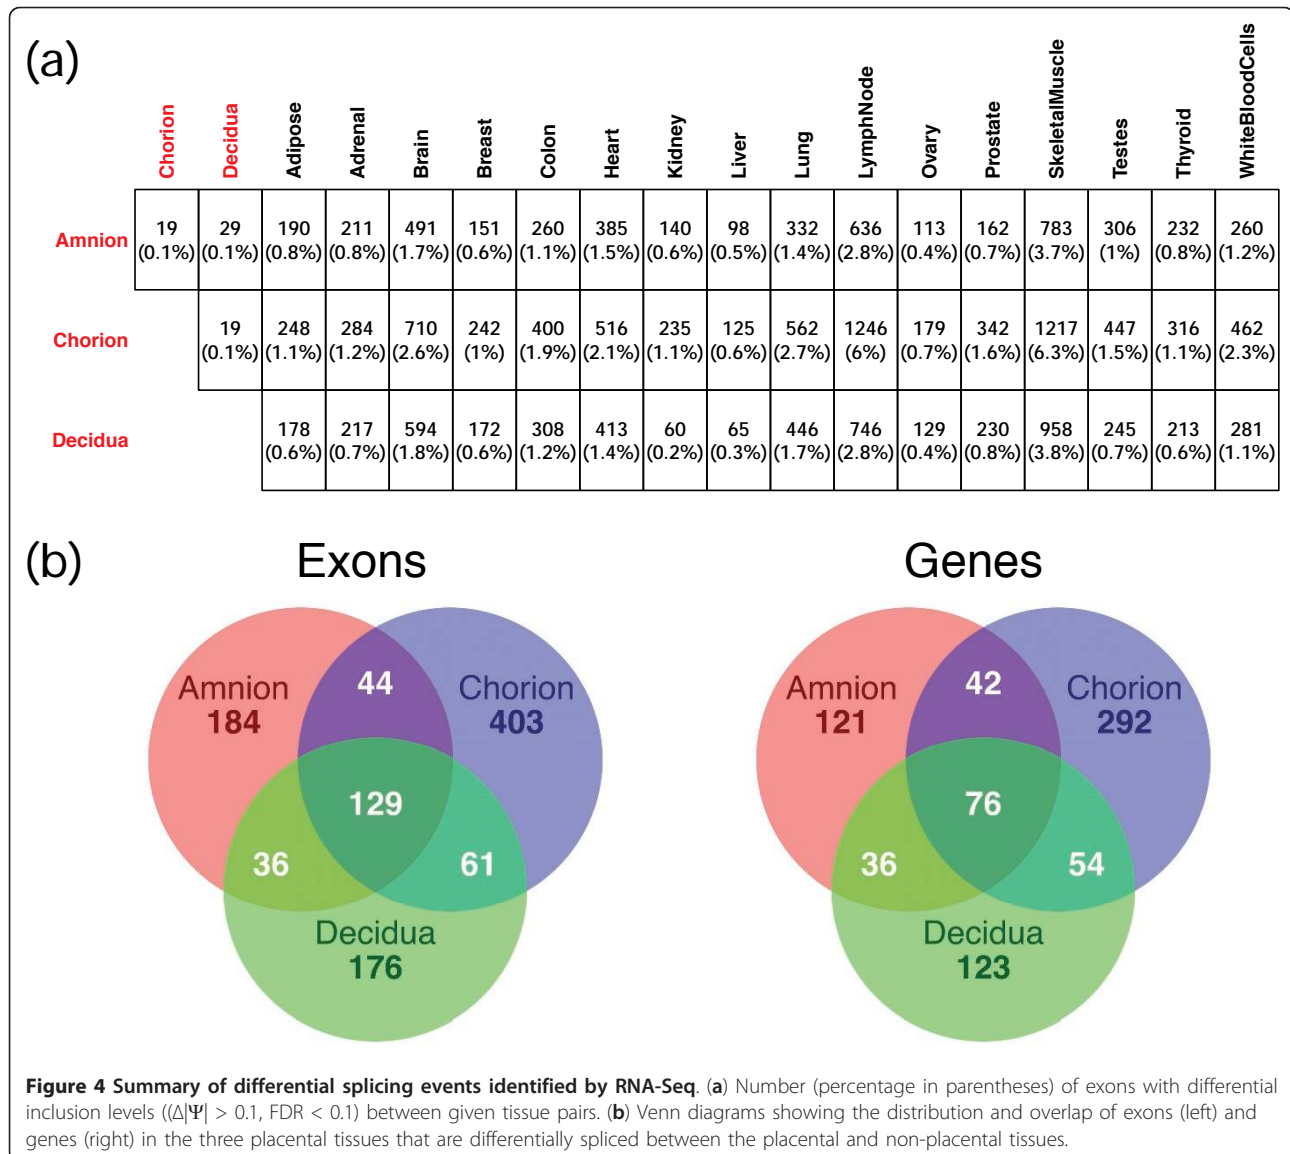 (a)
Chorion Decidua Adipose Adrenal Brain Breast Colon Heart Kidney Liver Lung LymphNode Ovary Prostate SkeletalMuscle Testes Thyroid WhiteBloodCells
Amnion 19 29 190 211 491 151 260 385 140 98 332 636 113 162 783 306 232 260
(0.1%) (0.1%) (0.8%) (0.8%) (1.7%) (0.6%) (1.1%) (1.5%) (0.6%) (0.5%) (1.4%) (2.8%) (0.4%) (0.7%) (3.7%) (1%) (0.8%) (1.2%)
Chorion 19 248 284 710 242 400 516 235 125 562 1246 179 342 1217 447 316 462
(0.1%) (1.1%) (1.2%) (2.6%) (1%) (1.9%) (2.1%) (1.1%) (0.6%) (2.7%) (6%) (0.7%) (1.6%) (6.3%) (1.5%) (1.1%) (2.3%)
Decidua 178 217 594 172 308 413 60 65 446 746 129 230 958 245 213 281
(0.6%) (0.7%) (1.8%) (0.6%) (1.2%) (1.4%) (0.2%) (0.3%) (1.7%) (2.8%) (0.4%) (0.8%) (3.8%) (0.7%) (0.6%) (1.1%)
(b)
Exons
Amnion
184
44
Chorion
403
129
36
61
Decidua
176
Genes
Amnion
121
42
Chorion
292
76
36
54
Decidua
123
Figure 4 Summary of differential splicing events identified by RNA-Seq. (a) Number (percentage in parentheses) of exons with differential
inclusion levels ((Δ|Ψ| > 0.1, FDR < 0.1) between given tissue pairs. (b) Venn diagrams showing the distribution and overlap of exons (left) and
genes (right) in the three placental tissues that are differentially spliced between the placental and non-placental tissues.